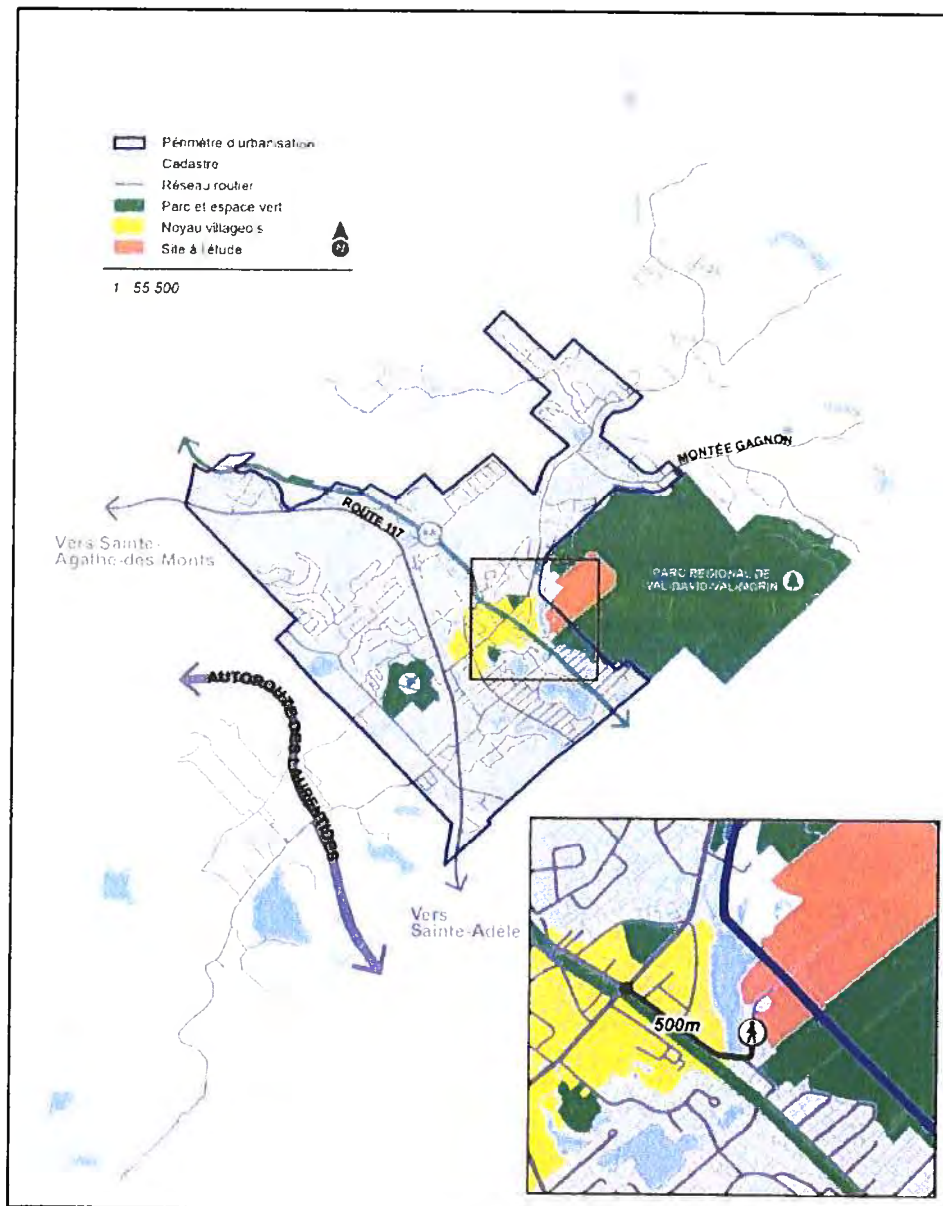 Périmètre d'urbanisation
Cadastre
Réseau routier
Parc et espace vert
Noyau villageois
Site à l'étude
N
1 55 500
MONTÉE GAGNON
ROUTE 117
Vers Sainte-
Agathe-des-Monts
PARC RÉGIONAL DE
VAL-DAVID-VAL-MORIN
AUTOROUTE DES LAURENTIDES
Vers
Sainte-Adèle
500m